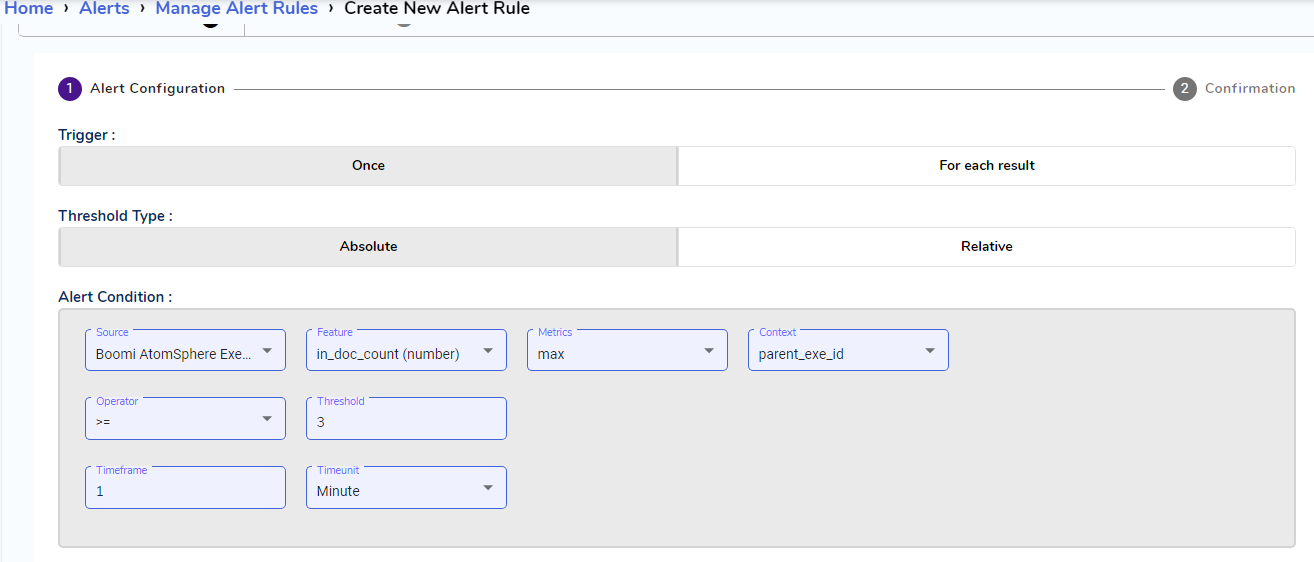 Home › Alerts › Manage Alert Rules › Create New Alert Rule
1 Alert Configuration 2 Confirmation
Trigger :
Once For each result
Threshold Type :
Absolute Relative
Alert Condition :
Source Feature Metrics Context
Boomi AtomSphere Exe... in_doc_count (number) max parent_exe_id
Operator Threshold
>= 3
Timeframe Timeunit
1 Minute